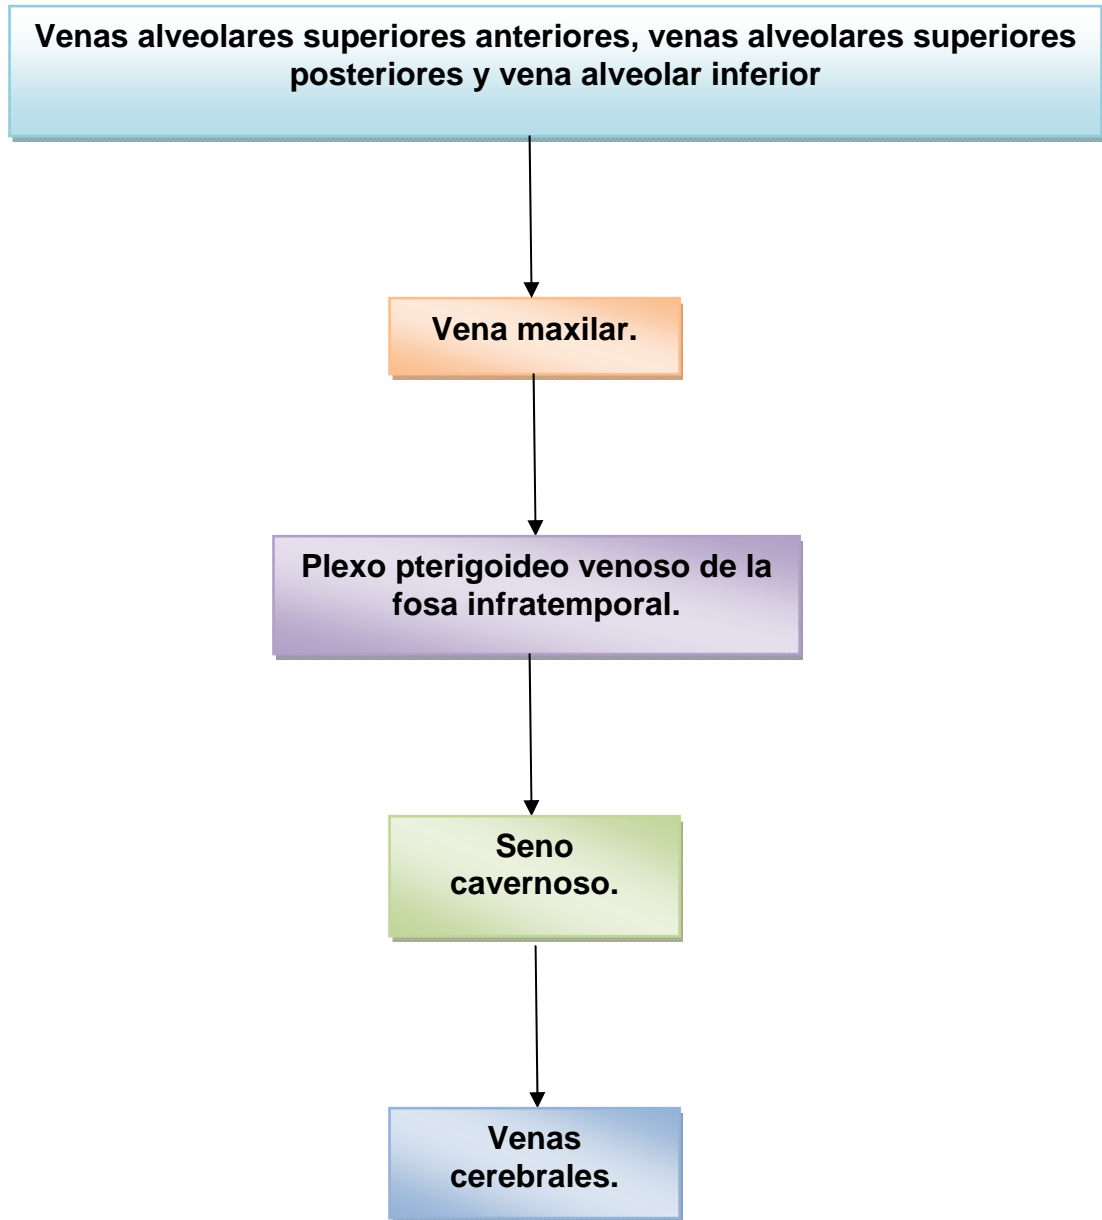 Venas alveolares superiores anteriores, venas alveolares superiores
posteriores y vena alveolar inferior
Vena maxilar.
Plexo pterigoideo venoso de la
fosa infratemporal.
Seno
cavernoso.
Venas
cerebrales.